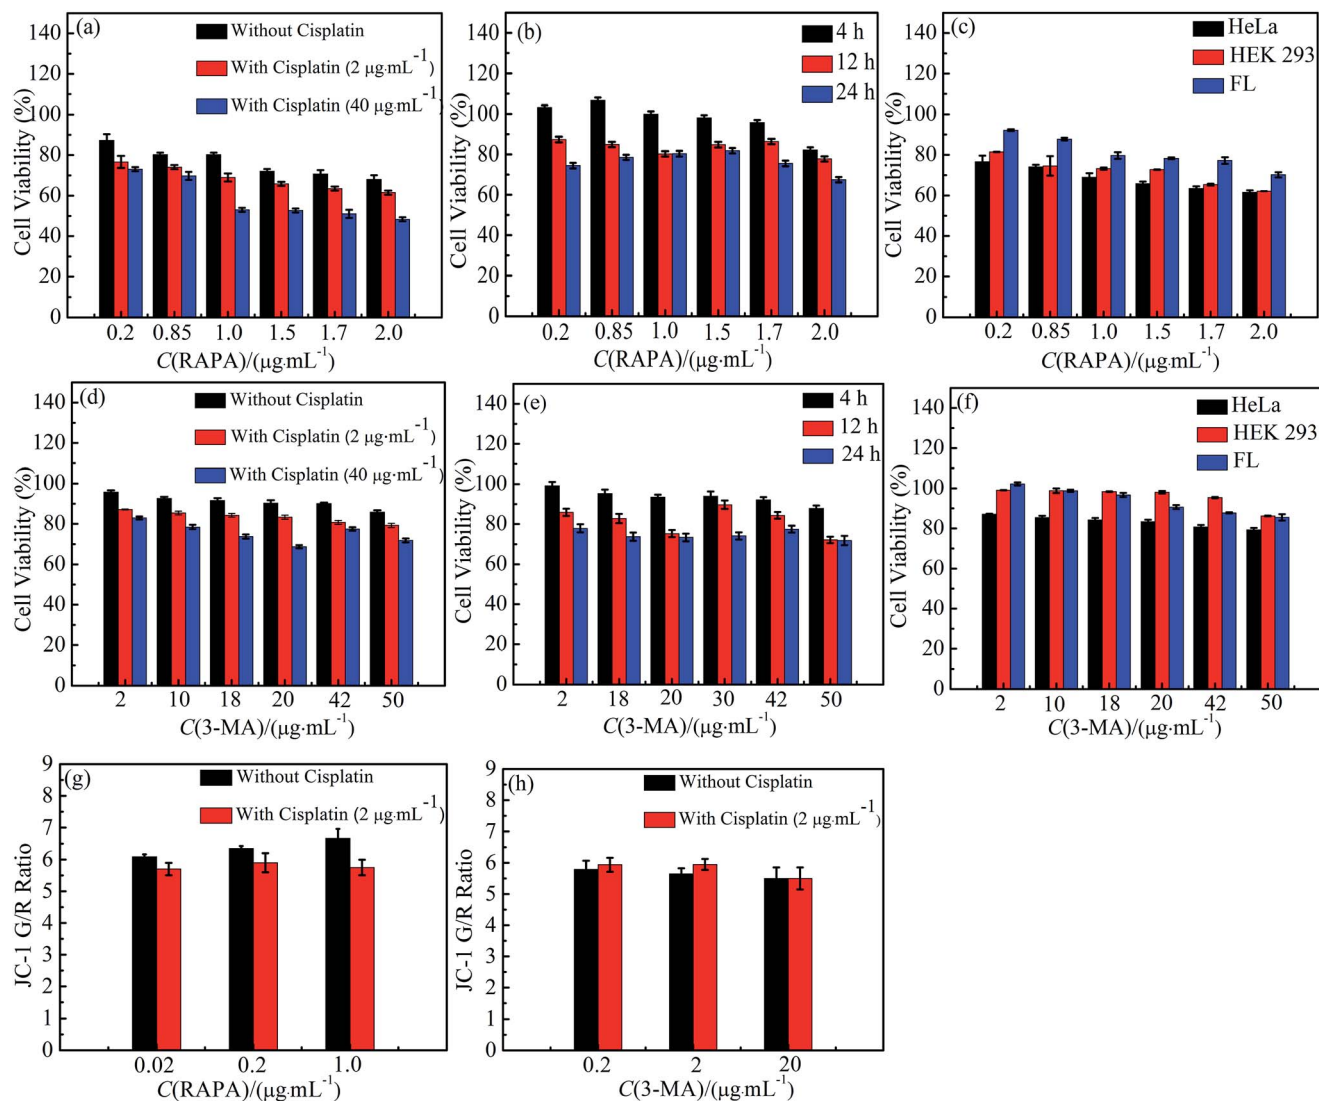 (a)
Without Cisplatin
With Cisplatin (2 μg·mL⁻¹)
With Cisplatin (40 μg·mL⁻¹)
Cell Viability (%)
140
120
100
80
60
40
20
0
0.2 0.85 1.0 1.5 1.7 2.0
C(RAPA)/(μg·mL⁻¹)
(b)
4 h
12 h
24 h
Cell Viability (%)
140
120
100
80
60
40
20
0
0.2 0.85 1.0 1.5 1.7 2.0
C(RAPA)/(μg·mL⁻¹)
(c)
HeLa
HEK 293
FL
Cell Viability (%)
140
120
100
80
60
40
20
0
0.2 0.85 1.0 1.5 1.7 2.0
C(RAPA)/(μg·mL⁻¹)
(d)
Without Cisplatin
With Cisplatin (2 μg·mL⁻¹)
With Cisplatin (40 μg·mL⁻¹)
Cell Viability (%)
140
120
100
80
60
40
20
0
2 10 18 20 42 50
C(3-MA)/(μg·mL⁻¹)
(e)
4 h
12 h
24 h
Cell Viability (%)
140
120
100
80
60
40
20
0
2 18 20 30 42 50
C(3-MA)/(μg·mL⁻¹)
(f)
HeLa
HEK 293
FL
Cell Viability (%)
140
120
100
80
60
40
20
0
2 10 18 20 42 50
C(3-MA)/(μg·mL⁻¹)
(g)
Without Cisplatin
With Cisplatin (2 μg·mL⁻¹)
JC-1 G/R Ratio
9
8
7
6
5
4
3
2
1
0
0.02 0.2 1.0
C(RAPA)/(μg·mL⁻¹)
(h)
Without Cisplatin
With Cisplatin (2 μg·mL⁻¹)
JC-1 G/R Ratio
9
8
7
6
5
4
3
2
1
0
0.2 2 20
C(3-MA)/(μg·mL⁻¹)